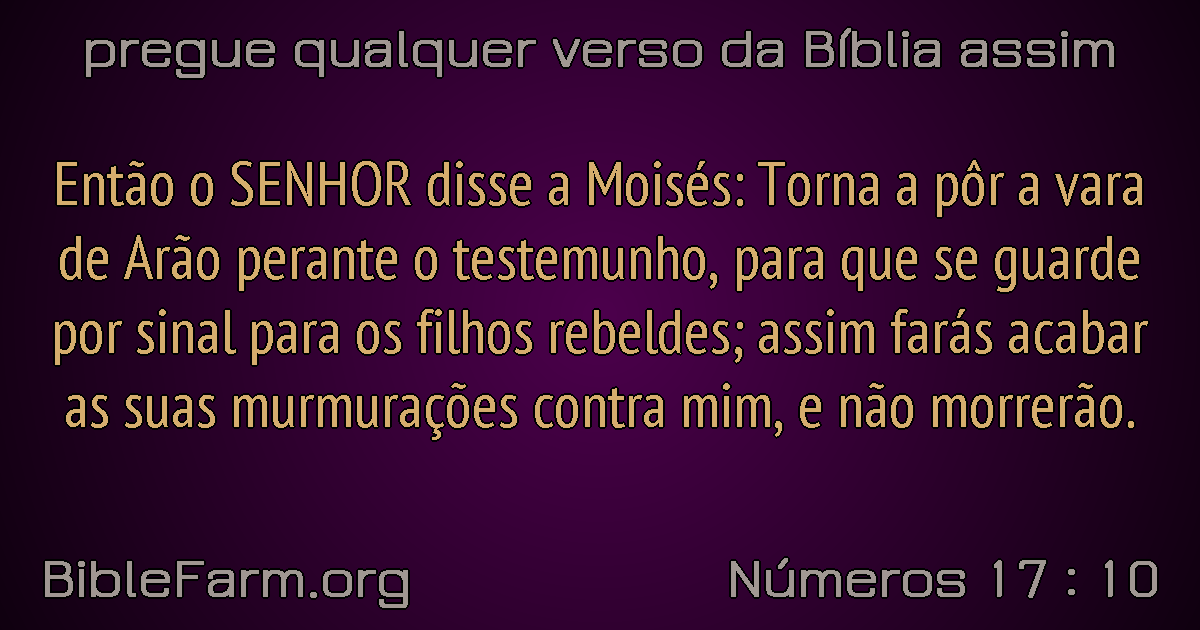 pregue qualquer verso da Bíblia assim
Então o SENHOR disse a Moisés: Torna a pôr a vara
de Arão perante o testemunho, para que se guarde
por sinal para os filhos rebeldes; assim farás acabar
as suas murmurações contra mim, e não morrerão.
BibleFarm.org
Números 17 : 10